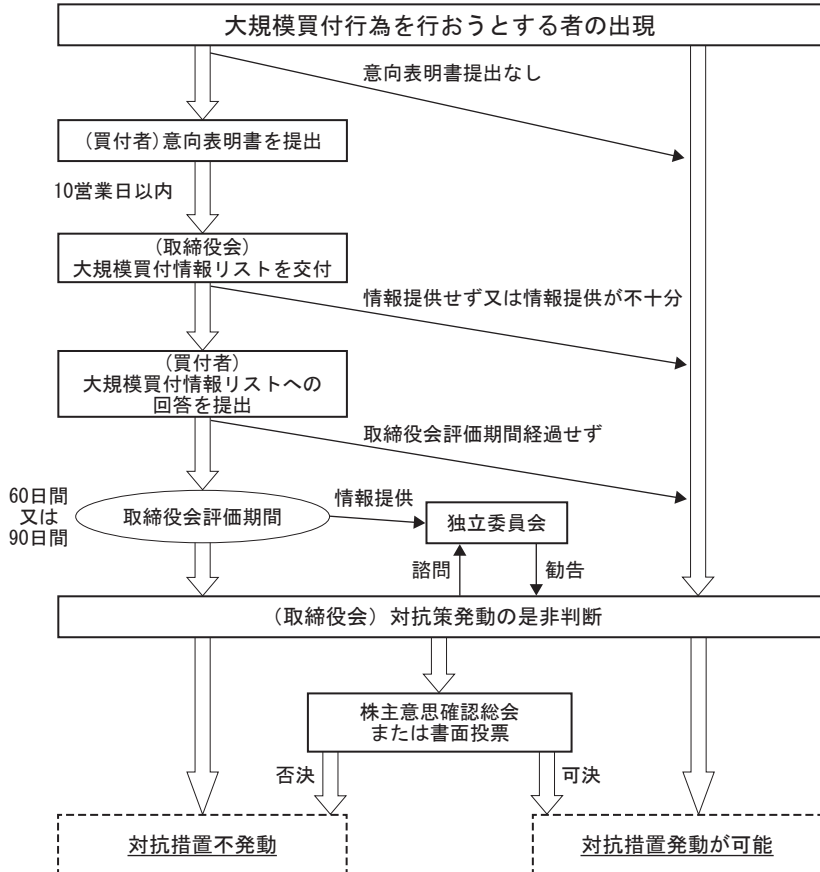 大規模買付行為を行おうとする者の出現
意向表明書提出なし
(買付者)意向表明書を提出
10営業日以内
(取締役会)
大規模買付情報リストを交付
情報提供せず又は情報提供が不十分
(買付者)
大規模買付情報リストへの
回答を提出
取締役会評価期間経過せず
60日間
又は
90日間
取締役会評価期間
情報提供
独立委員会
諮問
勧告
(取締役会) 対抗策発動の是非判断
株主意思確認総会
または書面投票
否決
可決
対抗措置不発動
対抗措置発動が可能